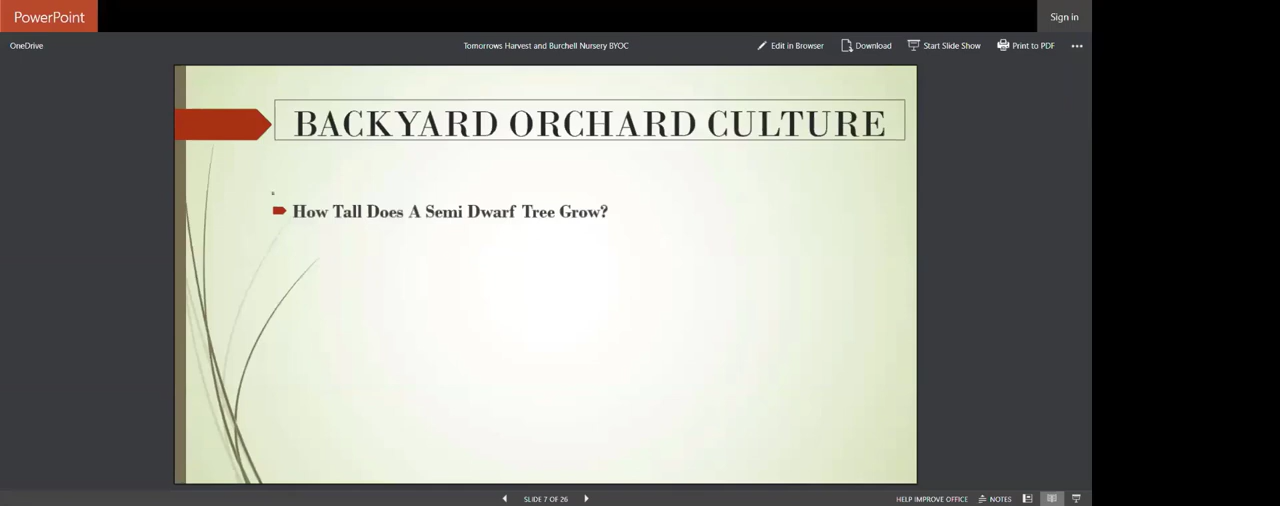 PowerPoint
Sign in
OneDrive
Tomorrows Harvest and Burchell Nursery BYOC
Edit in Browser
Download
Start Slide Show
Print to PDF
BACKYARD ORCHARD CULTURE
How Tall Does A Semi Dwarf Tree Grow?
SLIDE 7 OF 26
HELP IMPROVE OFFICE
NOTES